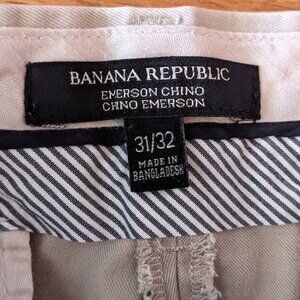 BANANA REPUBLIC
EMERSON CHINO
CHINO EMERSON
31/32
MADE IN
BANGLADESH